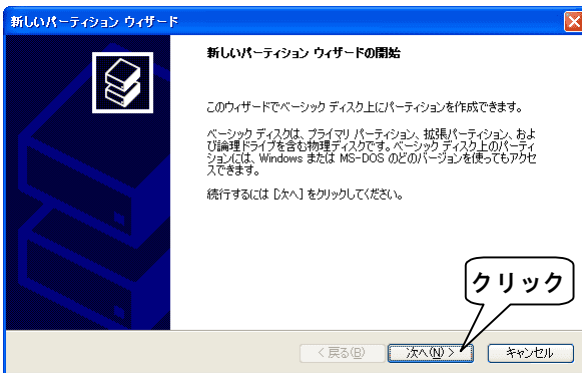 新しいパーティション ウィザード
新しいパーティション ウィザードの開始
このウィザードでベーシック ディスク上にパーティションを作成できます。
ベーシック ディスクは、プライマリ パーティション、拡張パーティション、およ
び論理ドライブを含む物理ディスクです。ベーシック ディスク上のパーティ
ションには、Windows または MS-DOS のどのバージョンを使ってもアクセ
スできます。
続行するには [次へ] をクリックしてください。
クリック
< 戻る(B)
次へ(N) >
キャンセル